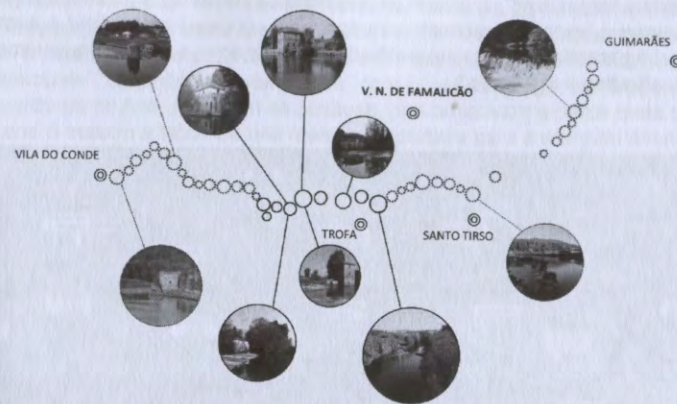 GUIMARÃES
V. N. DE FAMALICÃO
VILA DO CONDE
TROFA
SANTO TIRSO